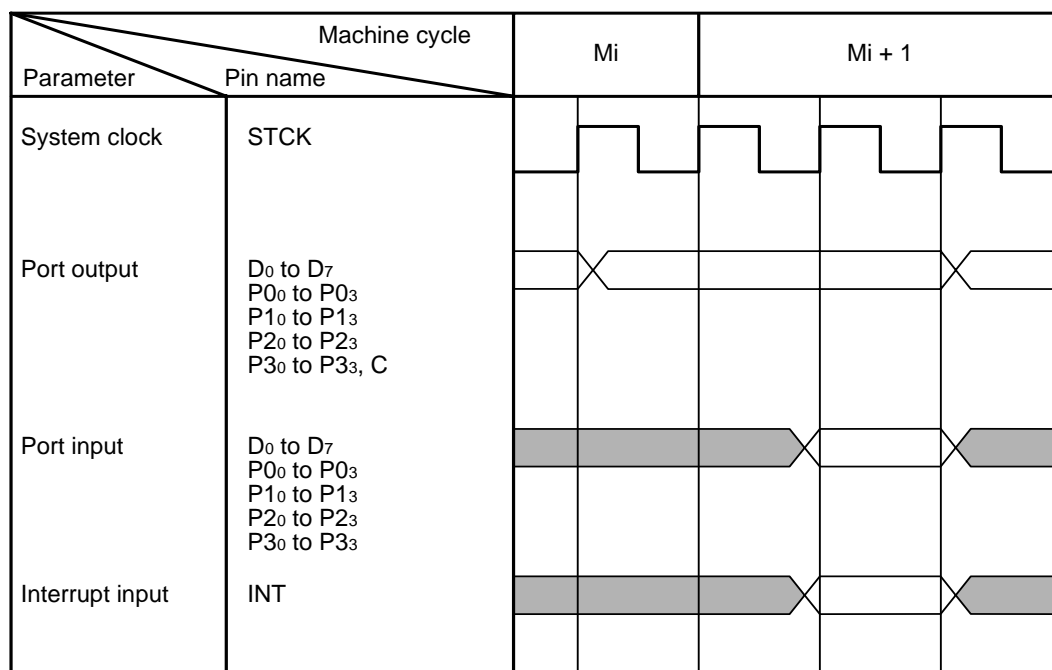 Machine cycle
Parameter
Pin name
Mi
Mi + 1
System clock
STCK
Port output
D0 to D7
P00 to P03
P10 to P13
P20 to P23
P30 to P33, C
Port input
D0 to D7
P00 to P03
P10 to P13
P20 to P23
P30 to P33
Interrupt input
INT